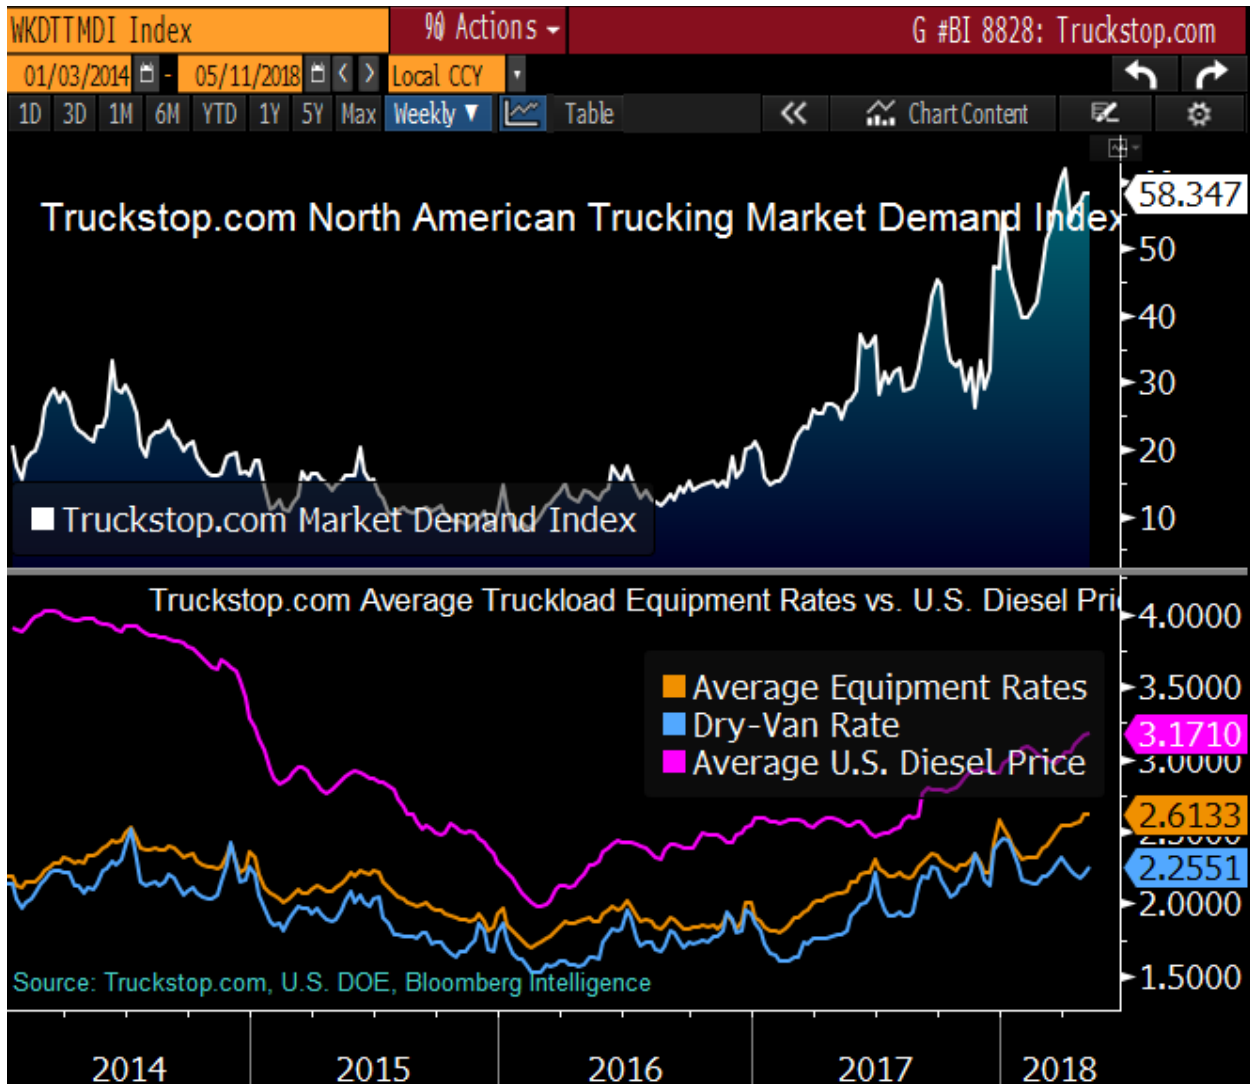 WKDTTMDI Index
Actions
G #BI 8828: Truckstop.com
01/03/2014 - 05/11/2018 Local CCY
1D 3D 1M 6M YTD 1Y 5Y Max Weekly ▼ Table « Chart Content
Truckstop.com North American Trucking Market Demand Index
58.347
50
40
30
20
10
Truckstop.com Market Demand Index
Truckstop.com Average Truckload Equipment Rates vs. U.S. Diesel Pri
4.0000
3.5000
3.1710
3.0000
2.6133
2.5000
2.2551
2.0000
1.5000
Average Equipment Rates
Dry-Van Rate
Average U.S. Diesel Price
Source: Truckstop.com, U.S. DOE, Bloomberg Intelligence
2014 2015 2016 2017 2018